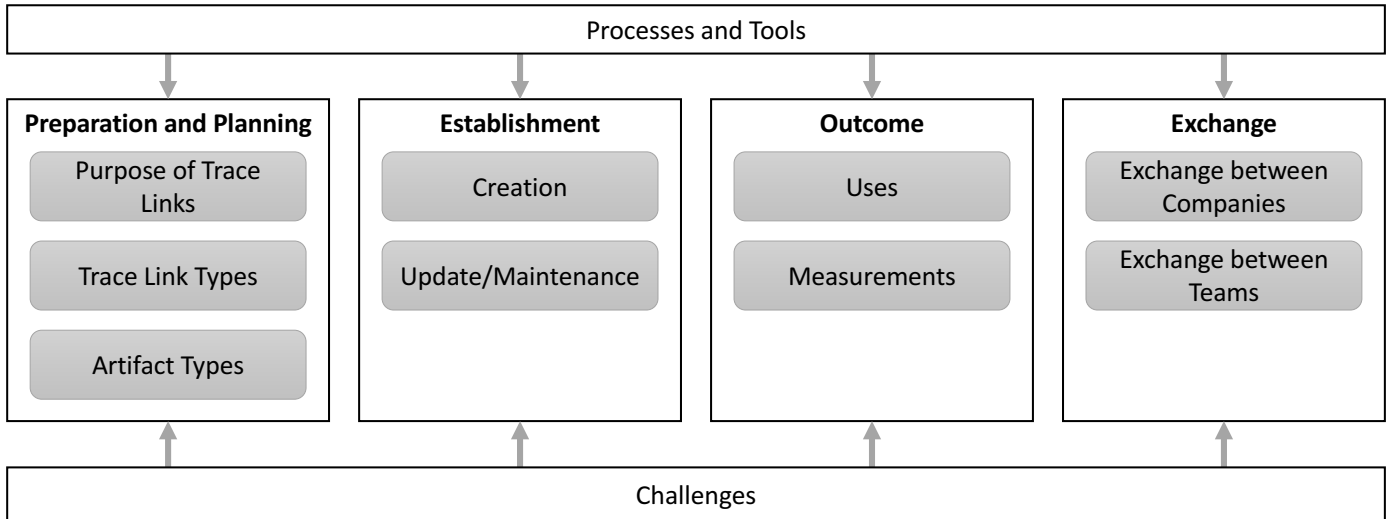 Processes and Tools
Preparation and Planning
Purpose of Trace
Links
Trace Link Types
Artifact Types
Establishment
Creation
Update/Maintenance
Outcome
Uses
Measurements
Exchange
Exchange between
Companies
Exchange between
Teams
Challenges